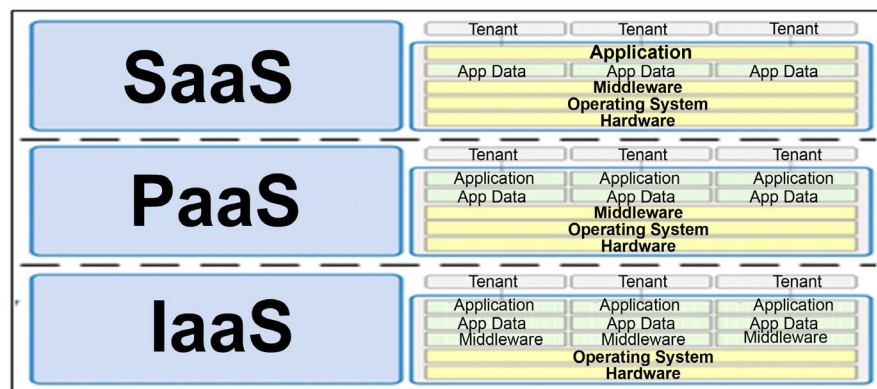 SaaS
Tenant Tenant Tenant
Application
App Data App Data App Data
Middleware
Operating System
Hardware
PaaS
Tenant Tenant Tenant
Application Application Application
App Data App Data App Data
Middleware
Operating System
Hardware
IaaS
Tenant Tenant Tenant
Application Application Application
App Data App Data App Data
Middleware Middleware Middleware
Operating System
Hardware